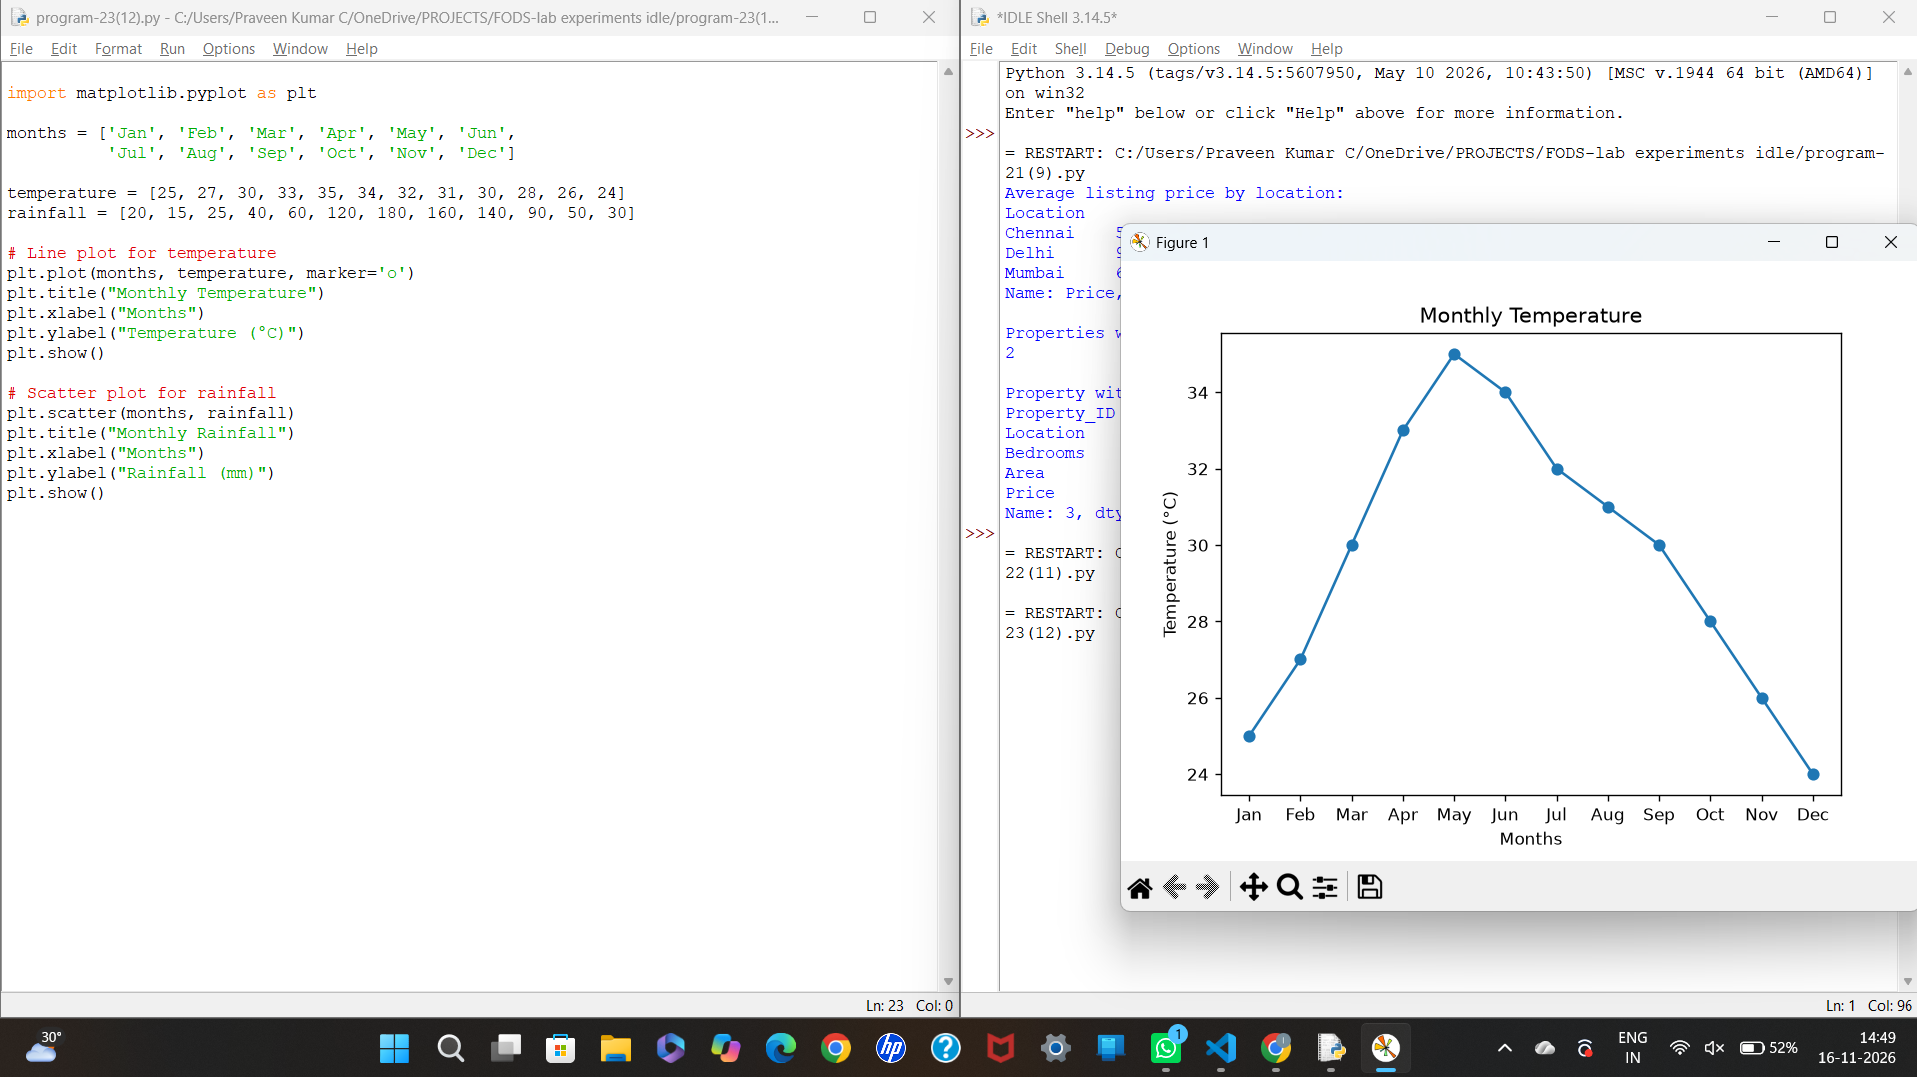 program-23(12).py - C:/Users/Praveen Kumar C/OneDrive/PROJECTS/FODS-lab experiments idle/program-23(1...
File Edit Format Run Options Window Help
import matplotlib.pyplot as plt
months = ['Jan', 'Feb', 'Mar', 'Apr', 'May', 'Jun',
'Jul', 'Aug', 'Sep', 'Oct', 'Nov', 'Dec']
temperature = [25, 27, 30, 33, 35, 34, 32, 31, 30, 28, 26, 24]
rainfall = [20, 15, 25, 40, 60, 120, 180, 160, 140, 90, 50, 30]
# Line plot for temperature
plt.plot(months, temperature, marker='o')
plt.title("Monthly Temperature")
plt.xlabel("Months")
plt.ylabel("Temperature (°C)")
plt.show()
# Scatter plot for rainfall
plt.scatter(months, rainfall)
plt.title("Monthly Rainfall")
plt.xlabel("Months")
plt.ylabel("Rainfall (mm)")
plt.show()
Ln: 23 Col: 0
*IDLE Shell 3.14.5*
File Edit Shell Debug Options Window Help
Python 3.14.5 (tags/v3.14.5:5607950, May 10 2026, 10:43:50) [MSC v.1944 64 bit (AMD64)]
on win32
Enter "help" below or click "Help" above for more information.
>>>
= RESTART: C:/Users/Praveen Kumar C/OneDrive/PROJECTS/FODS-lab experiments idle/program-
21(9).py
Average listing price by location:
Location
Chennai
Delhi
Mumbai
Name: Price,
Properties
2
Property
Property_ID
Location
Bedrooms
Area
Price
Name: 3,
>>>
= RESTART:
22(11).py
= RESTART:
23(12).py
Ln: 1 Col: 96
Figure 1
Monthly Temperature
Temperature (°C)
34
32
30
28
26
24
Jan Feb Mar Apr May Jun Jul Aug Sep Oct Nov Dec
Months
30°
hp
?
1
ENG
IN
52%
14:49
16-11-2026